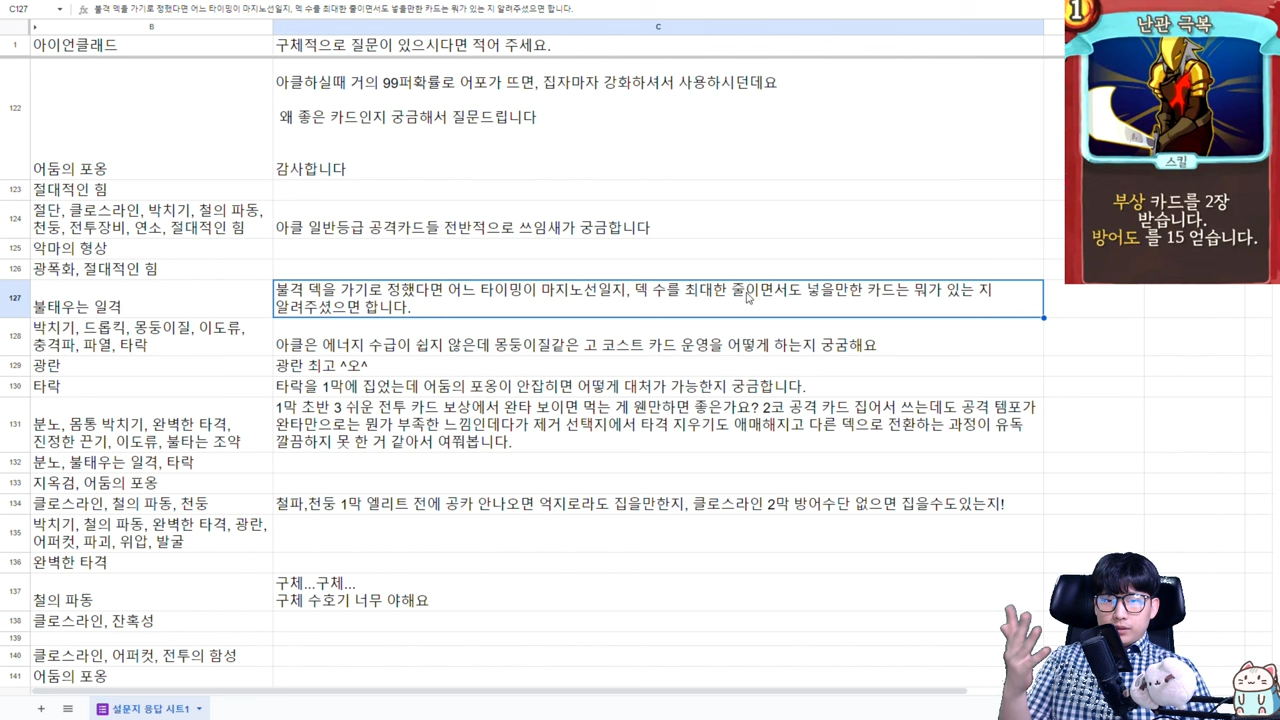 C127
불격 덱을 가기로 정했다면 어느 타이밍이 마지노선일지, 덱 수를 최대한 줄이면서도 넣을만한 카드는 뭐가 있는 지 알려주셨으면 합니다.
B C
1 아이언클래드 구체적으로 질문이 있으시다면 적어 주세요.
아클하실때 거의 99퍼확률로 어포가 뜨면, 집자마자 강화하셔서 사용하시던데요
122
왜 좋은 카드인지 궁금해서 질문드립니다
어둠의 포옹 감사합니다
123 절대적인 힘
124 절단, 클로스라인, 박치기, 철의 파동,
천둥, 전투장비, 연소, 절대적인 힘 아클 일반등급 공격카드들 전반적으로 쓰임새가 궁금합니다
125 악마의 형상
126 광폭화, 절대적인 힘
127 불태우는 일격 불격 덱을 가기로 정했다면 어느 타이밍이 마지노선일지, 덱 수를 최대한 줄이면서도 넣을만한 카드는 뭐가 있는 지
알려주셨으면 합니다.
128 박치기, 드롭킥, 몽둥이질, 이도류,
충격파, 파열, 타락 아클은 에너지 수급이 쉽지 않은데 몽둥이질같은 고 코스트 카드 운영을 어떻게 하는지 궁굼해요
129 광란 광란 최고 ^오^
130 타락 타락을 1막에 집었는데 어둠의 포옹이 안잡히면 어떻게 대처가 가능한지 궁금합니다.
131 분노, 몸통 박치기, 완벽한 타격,
진정한 끈기, 이도류, 불타는 조약
1막 초반 3 쉬운 전투 카드 보상에서 완타 보이면 먹는 게 웬만하면 좋은가요? 2코 공격 카드 집어서 쓰는데도 공격 템포가
완타만으로는 뭔가 부족한 느낌인데다가 제거 선택지에서 타격 지우기도 애매해지고 다른 덱으로 전환하는 과정이 유독
깔끔하지 못 한 거 같아서 여쭤봅니다.
132 분노, 불태우는 일격, 타락
133 지옥검, 어둠의 포옹
134 클로스라인, 철의 파동, 천둥 철파,천둥 1막 엘리트 전에 공카 안나오면 억지로라도 집을만한지, 클로스라인 2막 방어수단 없으면 집을수도있는지!
135 박치기, 철의 파동, 완벽한 타격, 광란,
어퍼컷, 파괴, 위압, 발굴
136 완벽한 타격
137 철의 파동 구체...구체...
구체 수호기 너무 야해요
138 클로스라인, 잔혹성
139
140 클로스라인, 어퍼컷, 전투의 함성
141 어둠의 포옹
설문지 응답 시트1
1
난관 극복
스킬
부상 카드를 2장
받습니다.
방어도 를 15 얻습니다.